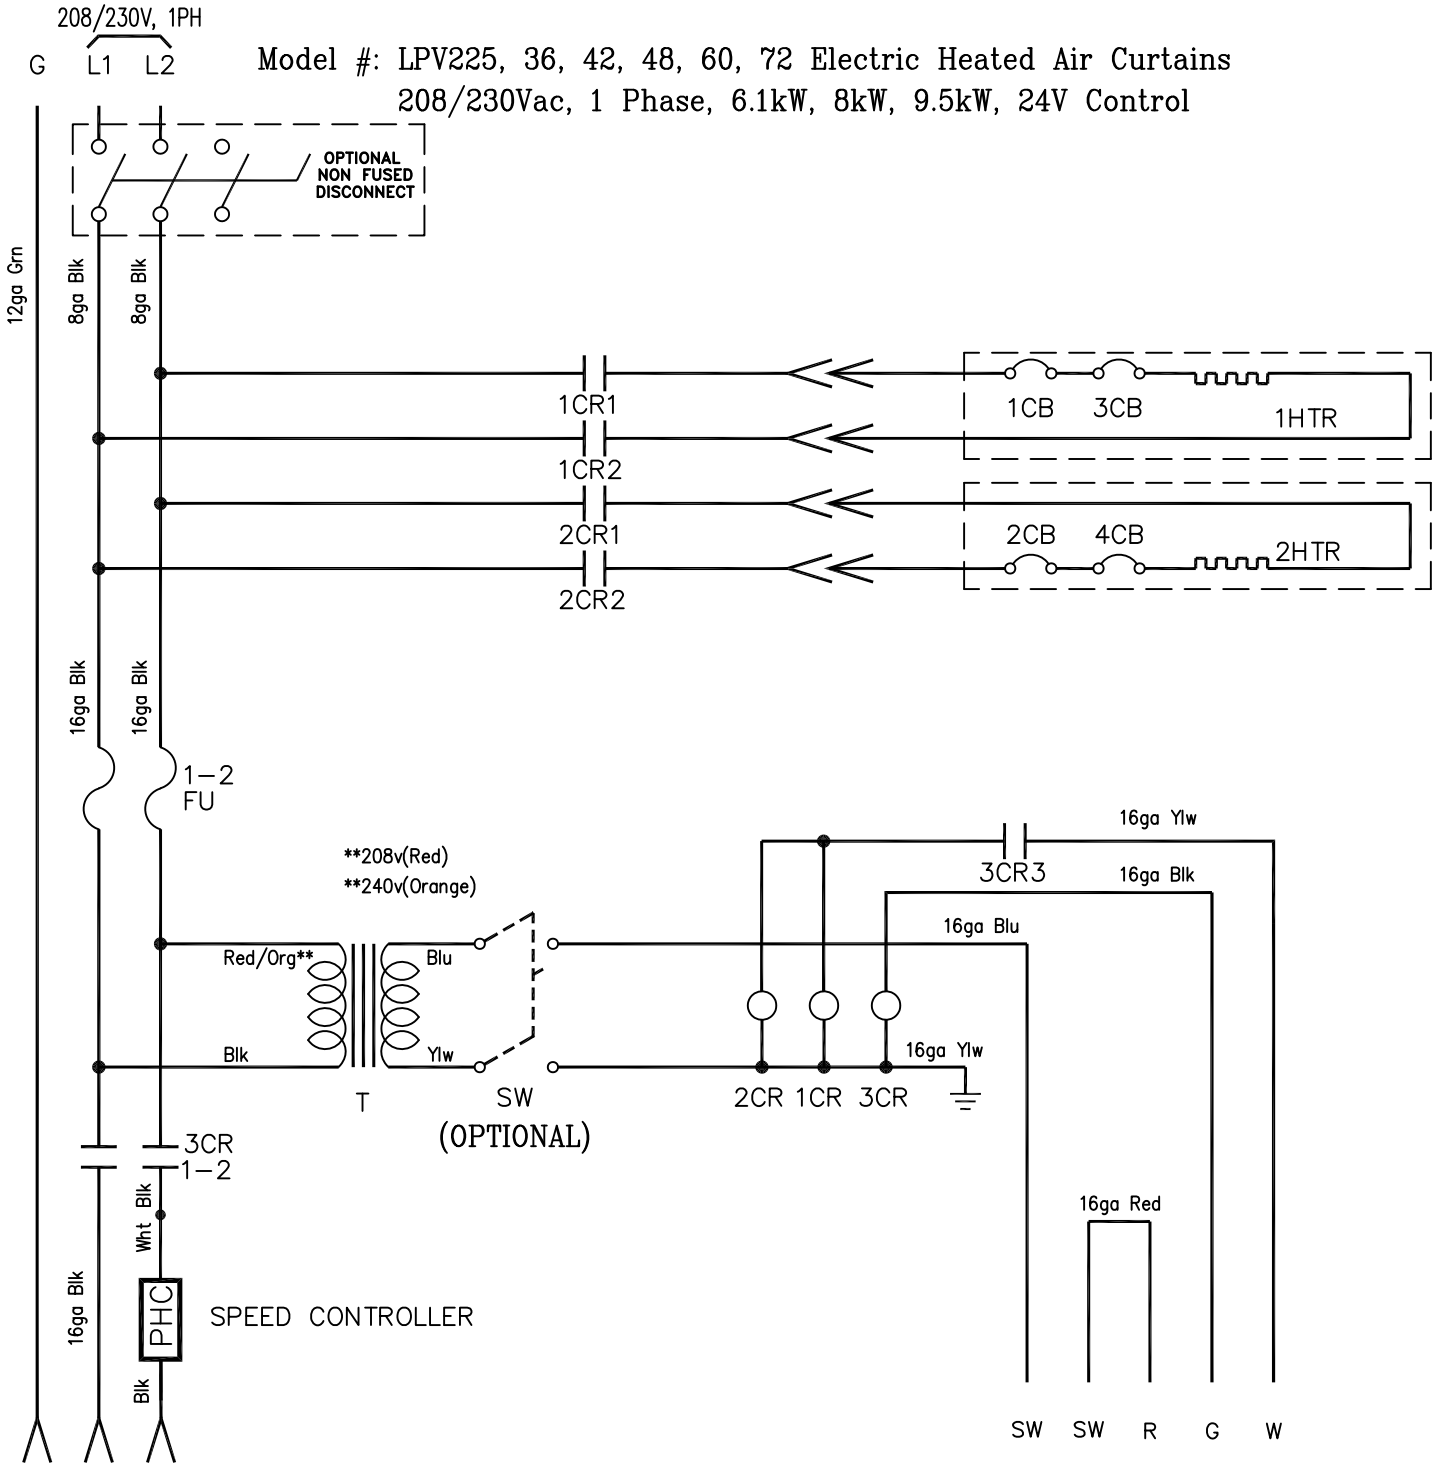 208/230V, 1PH
G L1 L2
Model #: LPV225, 36, 42, 48, 60, 72 Electric Heated Air Curtains
208/230Vac, 1 Phase, 6.1kW, 8kW, 9.5kW, 24V Control
OPTIONAL
NON FUSED
DISCONNECT
12ga Grn
8ga Blk
8ga Blk
1CR1
1CB 3CB
1HTR
1CR2
2CR1
2CB 4CB
2HTR
2CR2
16ga Blk
16ga Blk
1-2
FU
**208v(Red)
**240v(Orange)
16ga Ylw
3CR3
16ga Blk
16ga Blu
Red/Org**
Blu
Blk
Ylw
16ga Ylw
T
SW
(OPTIONAL)
2CR 1CR 3CR
3CR
1-2
Wht Blk
16ga Red
16ga Blk
PHC
SPEED CONTROLLER
Blk
SW SW R G W